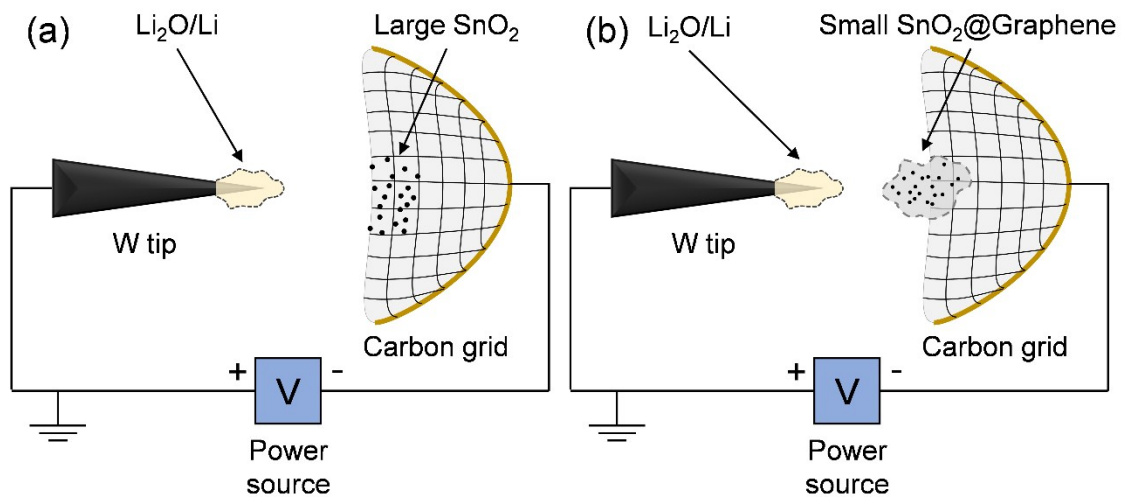 (a)
Li₂O/Li
Large SnO₂
W tip
Carbon grid
+
V
-
Power
source
(b)
Li₂O/Li
Small SnO₂@Graphene
W tip
Carbon grid
+
V
-
Power
source